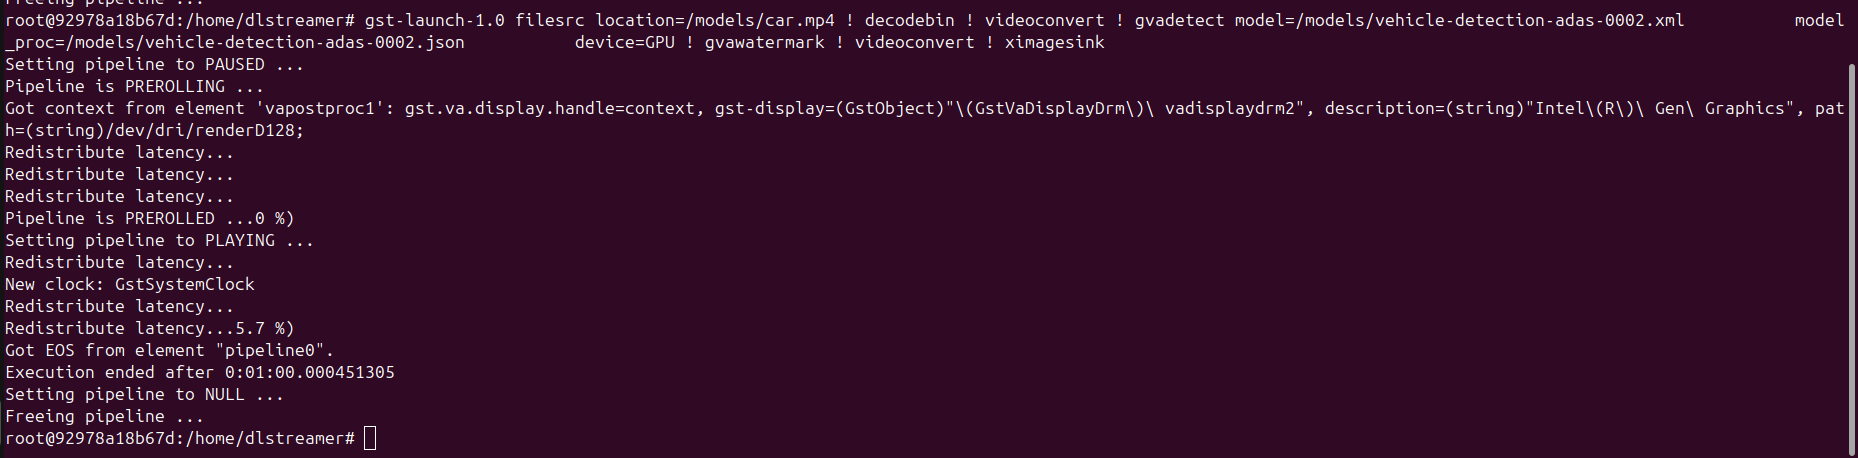 Freeing pipeline ...
root@92978a18b67d:/home/dlstreamer# gst-launch-1.0 filesrc location=/models/car.mp4 ! decodebin ! videoconvert ! gvadetect model=/models/vehicle-detection-adas-0002.xml           model
_proc=/models/vehicle-detection-adas-0002.json           device=GPU ! gvawatermark ! videoconvert ! ximagesink
Setting pipeline to PAUSED ...
Pipeline is PREROLLING ...
Got context from element 'vapostproc1': gst.va.display.handle=context, gst-display=(GstObject)"\(GstVaDisplayDrm\)\ vadisplaydrm2", description=(string)"Intel\(R\)\ Gen\ Graphics", pat
h=(string)/dev/dri/renderD128;
Redistribute latency...
Redistribute latency...
Redistribute latency...
Pipeline is PREROLLED ...0 %)
Setting pipeline to PLAYING ...
Redistribute latency...
New clock: GstSystemClock
Redistribute latency...
Redistribute latency...5.7 %)
Got EOS from element "pipeline0".
Execution ended after 0:01:00.000451305
Setting pipeline to NULL ...
Freeing pipeline ...
root@92978a18b67d:/home/dlstreamer#